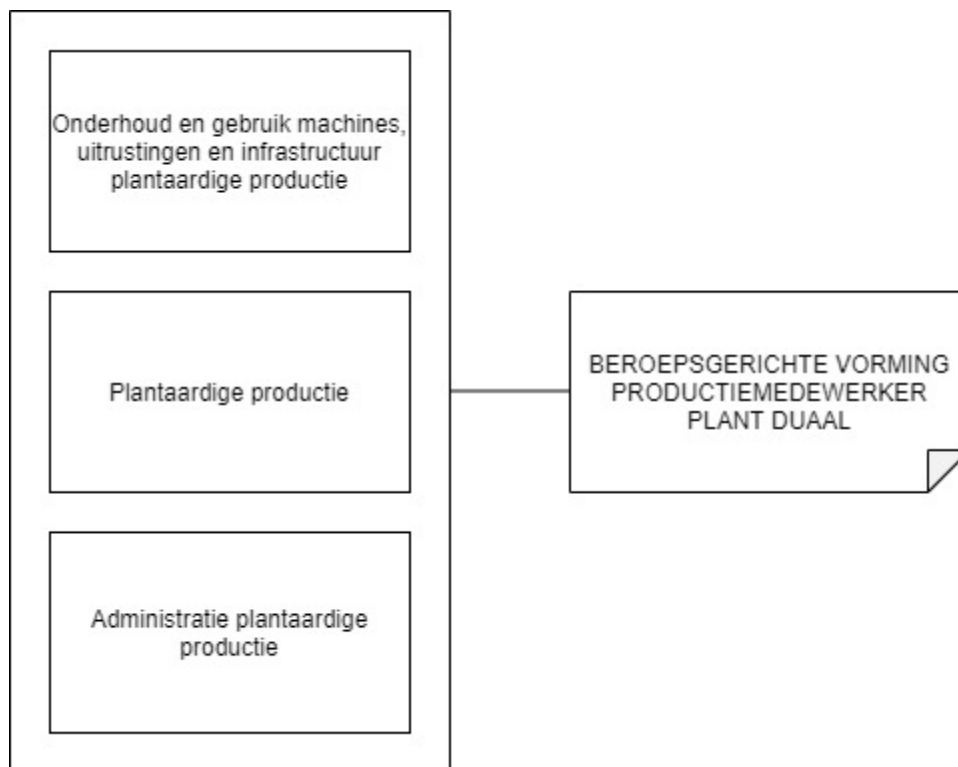 Onderhoud en gebruik machines,
uitrustingen en infrastructuur
plantaardige productie
Plantaardige productie
Administratie plantaardige
productie
BEROEPSGERICHTE VORMING
PRODUCTIEMEDEWERKER
PLANT DUAAL